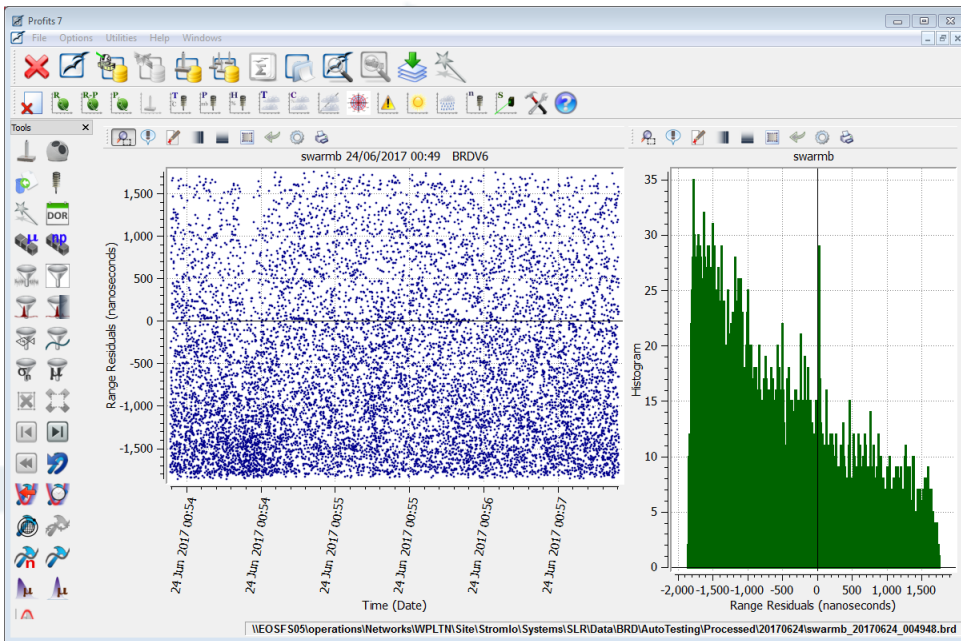 Profits 7
File Options Utilities Help Windows
R R-P P T P H T C n S
Tools
DOR
μ np
σ μ
n
μ μ
swarmb 24/06/2017 00:49 BRDV6
Range Residuals (nanoseconds)
1,500
1,000
500
0
-500
-1,000
-1,500
24 Jun 2017 00:54
24 Jun 2017 00:54
24 Jun 2017 00:55
24 Jun 2017 00:55
24 Jun 2017 00:56
24 Jun 2017 00:57
Time (Date)
swarmb
Histogram
35
30
25
20
15
10
5
0
-2,000 -1,500 -1,000 -500 0 500 1,000 1,500
Range Residuals (nanoseconds)
\\EOSFS05\operations\Networks\WPLTN\Site\Stromlo\Systems\SLR\Data\BRD\AutoTesting\Processed\20170624\swarmb_20170624_004948.brd